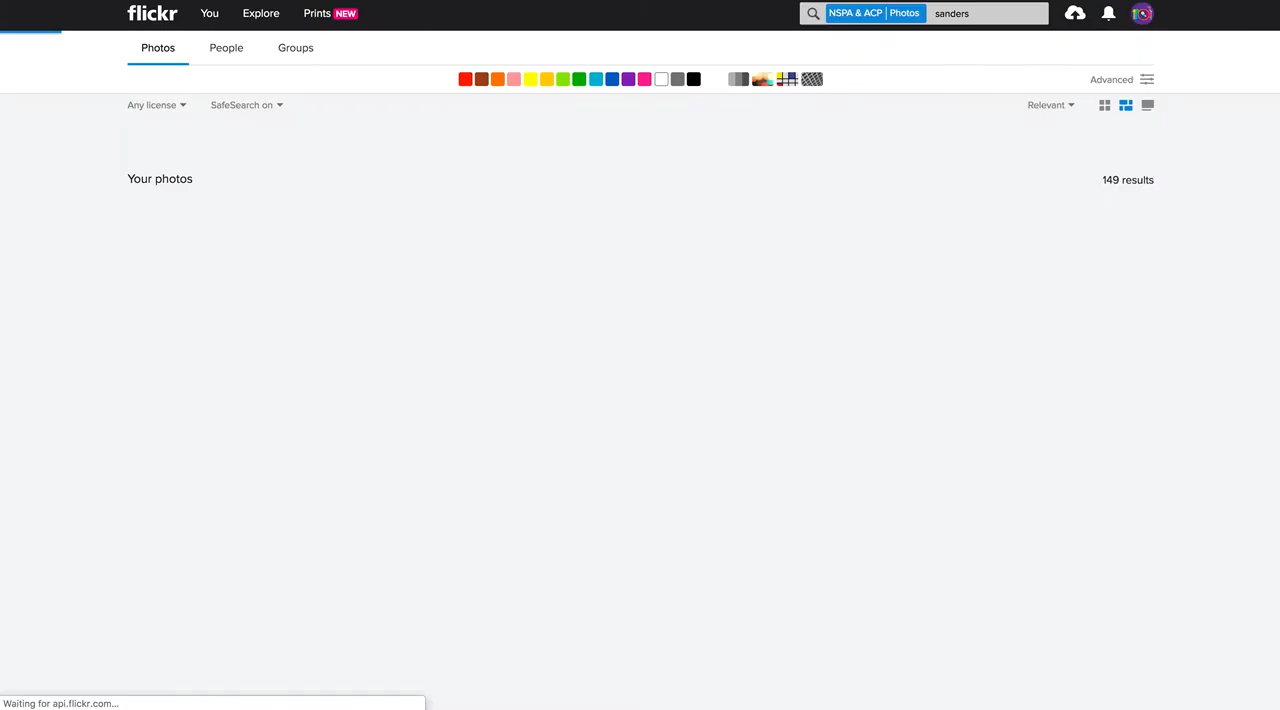 flickr You Explore Prints NEW NSPA & ACP | Photos sanders
Photos People Groups
Advanced
Any license SafeSearch on Relevant
Your photos 149 results
Waiting for api.flickr.com...